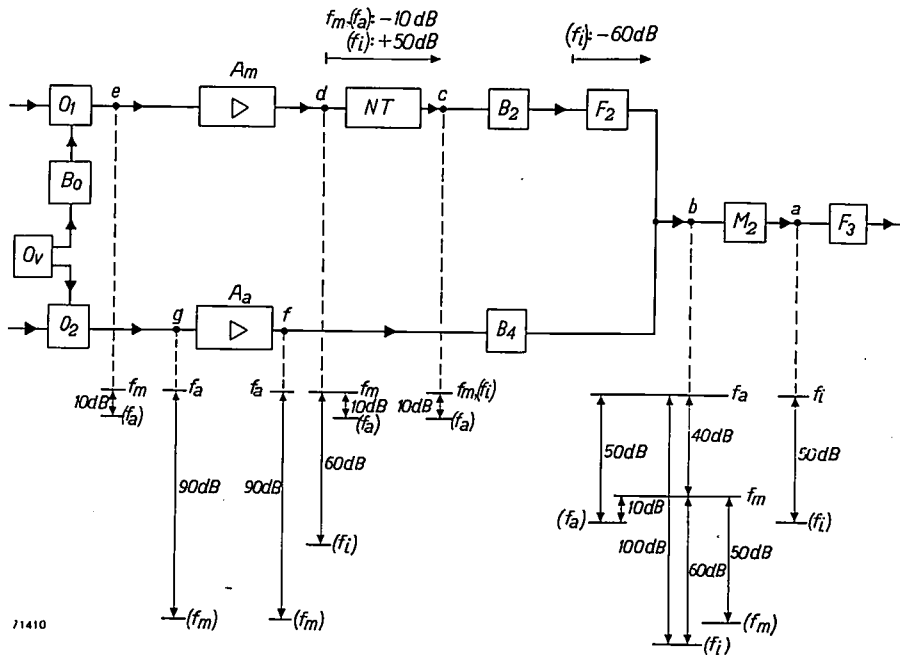 fm,(fa): −10dB
(fi): +50dB
(fi): −60dB
Am
O1
e
d
NT
c
B2
F2
B0
b
M2
a
F3
Ov
Aa
O2
g
f
B4
fm
10dB
(fa)
fa
90dB
(fm)
fa
90dB
(fm)
fm
10dB
(fa)
60dB
(fi)
fm,(fi)
10dB
(fa)
fa
50dB
40dB
fm
(fa)
10dB
100dB
60dB
50dB
(fm)
(fi)
fi
50dB
(fi)
71410